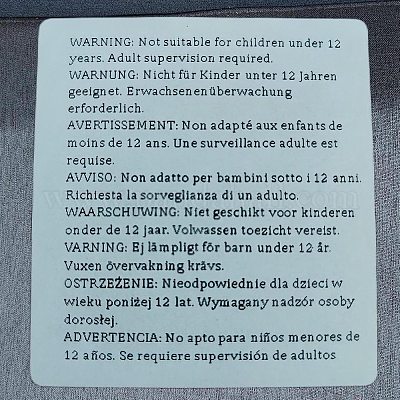 WARNING: Not suitable for children under 12
years. Adult supervision required.
WARNUNG: Nicht für Kinder unter 12 Jahren
geeignet. Erwachsenenüberwachung
erforderlich.
AVERTISSEMENT: Non adapté aux enfants de
moins de 12 ans. Une surveillance adulte est
requise.
AVVISO: Non adatto per bambini sotto i 12 anni.
Richiesta la sorveglianza di un adulto.
WAARSCHUWING: Niet geschikt voor kinderen
onder de 12 jaar. Volwassen toezicht vereist.
VARNING: Ej lämpligt för barn under 12 år.
Vuxen övervakning krävs.
OSTRZEŻENIE: Nieodpowiednie dla dzieci w
wieku poniżej 12 lat. Wymagany nadzór osoby
dorosłej.
ADVERTENCIA: No apto para niños menores de
12 años. Se requiere supervisión de adultos